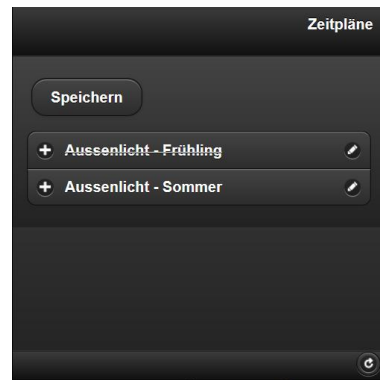 Zeitpläne
Speichern
Aussenlicht - Frühling
Aussenlicht - Sommer